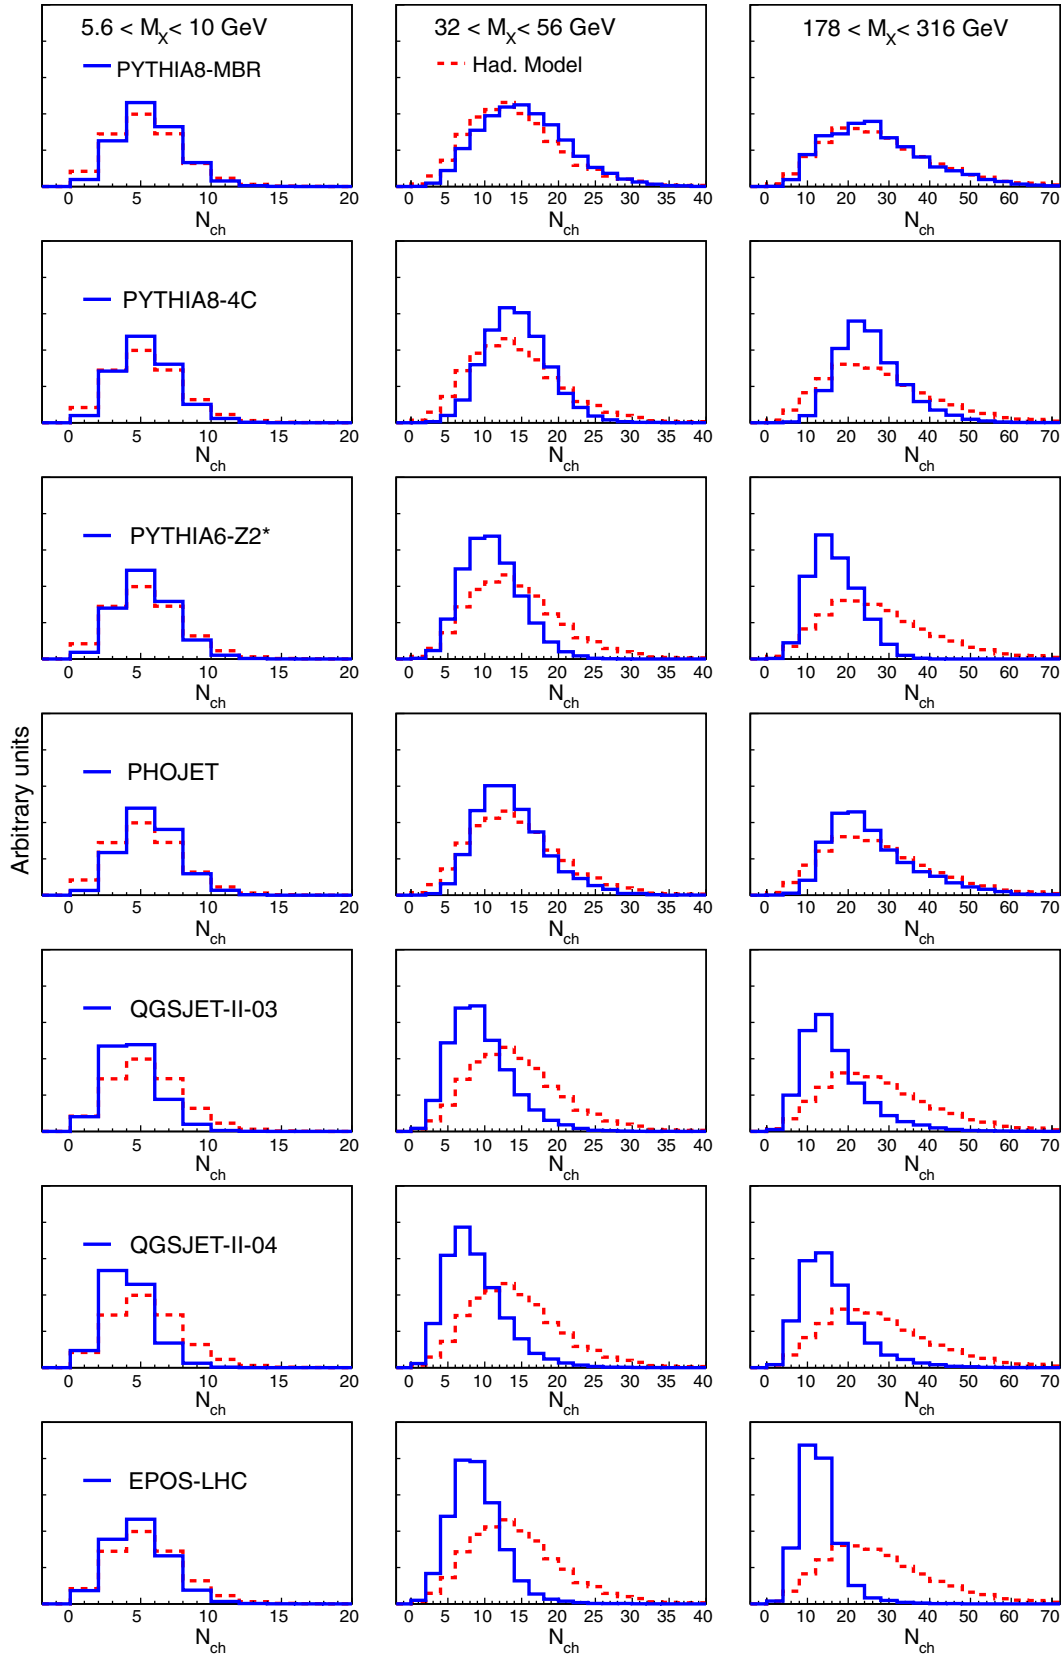 5.6 < M_X < 10 GeV
32 < M_X < 56 GeV
178 < M_X < 316 GeV
PYTHIA8-MBR
Had. Model
0 5 10 15 20
0 5 10 15 20 25 30 35 40
0 10 20 30 40 50 60 70
N_ch
N_ch
N_ch
PYTHIA8-4C
0 5 10 15 20
0 5 10 15 20 25 30 35 40
0 10 20 30 40 50 60 70
N_ch
N_ch
N_ch
PYTHIA6-Z2*
0 5 10 15 20
0 5 10 15 20 25 30 35 40
0 10 20 30 40 50 60 70
N_ch
N_ch
N_ch
Arbitrary units
PHOJET
0 5 10 15 20
0 5 10 15 20 25 30 35 40
0 10 20 30 40 50 60 70
N_ch
N_ch
N_ch
QGSJET-II-03
0 5 10 15 20
0 5 10 15 20 25 30 35 40
0 10 20 30 40 50 60 70
N_ch
N_ch
N_ch
QGSJET-II-04
0 5 10 15 20
0 5 10 15 20 25 30 35 40
0 10 20 30 40 50 60 70
N_ch
N_ch
N_ch
EPOS-LHC
0 5 10 15 20
0 5 10 15 20 25 30 35 40
0 10 20 30 40 50 60 70
N_ch
N_ch
N_ch